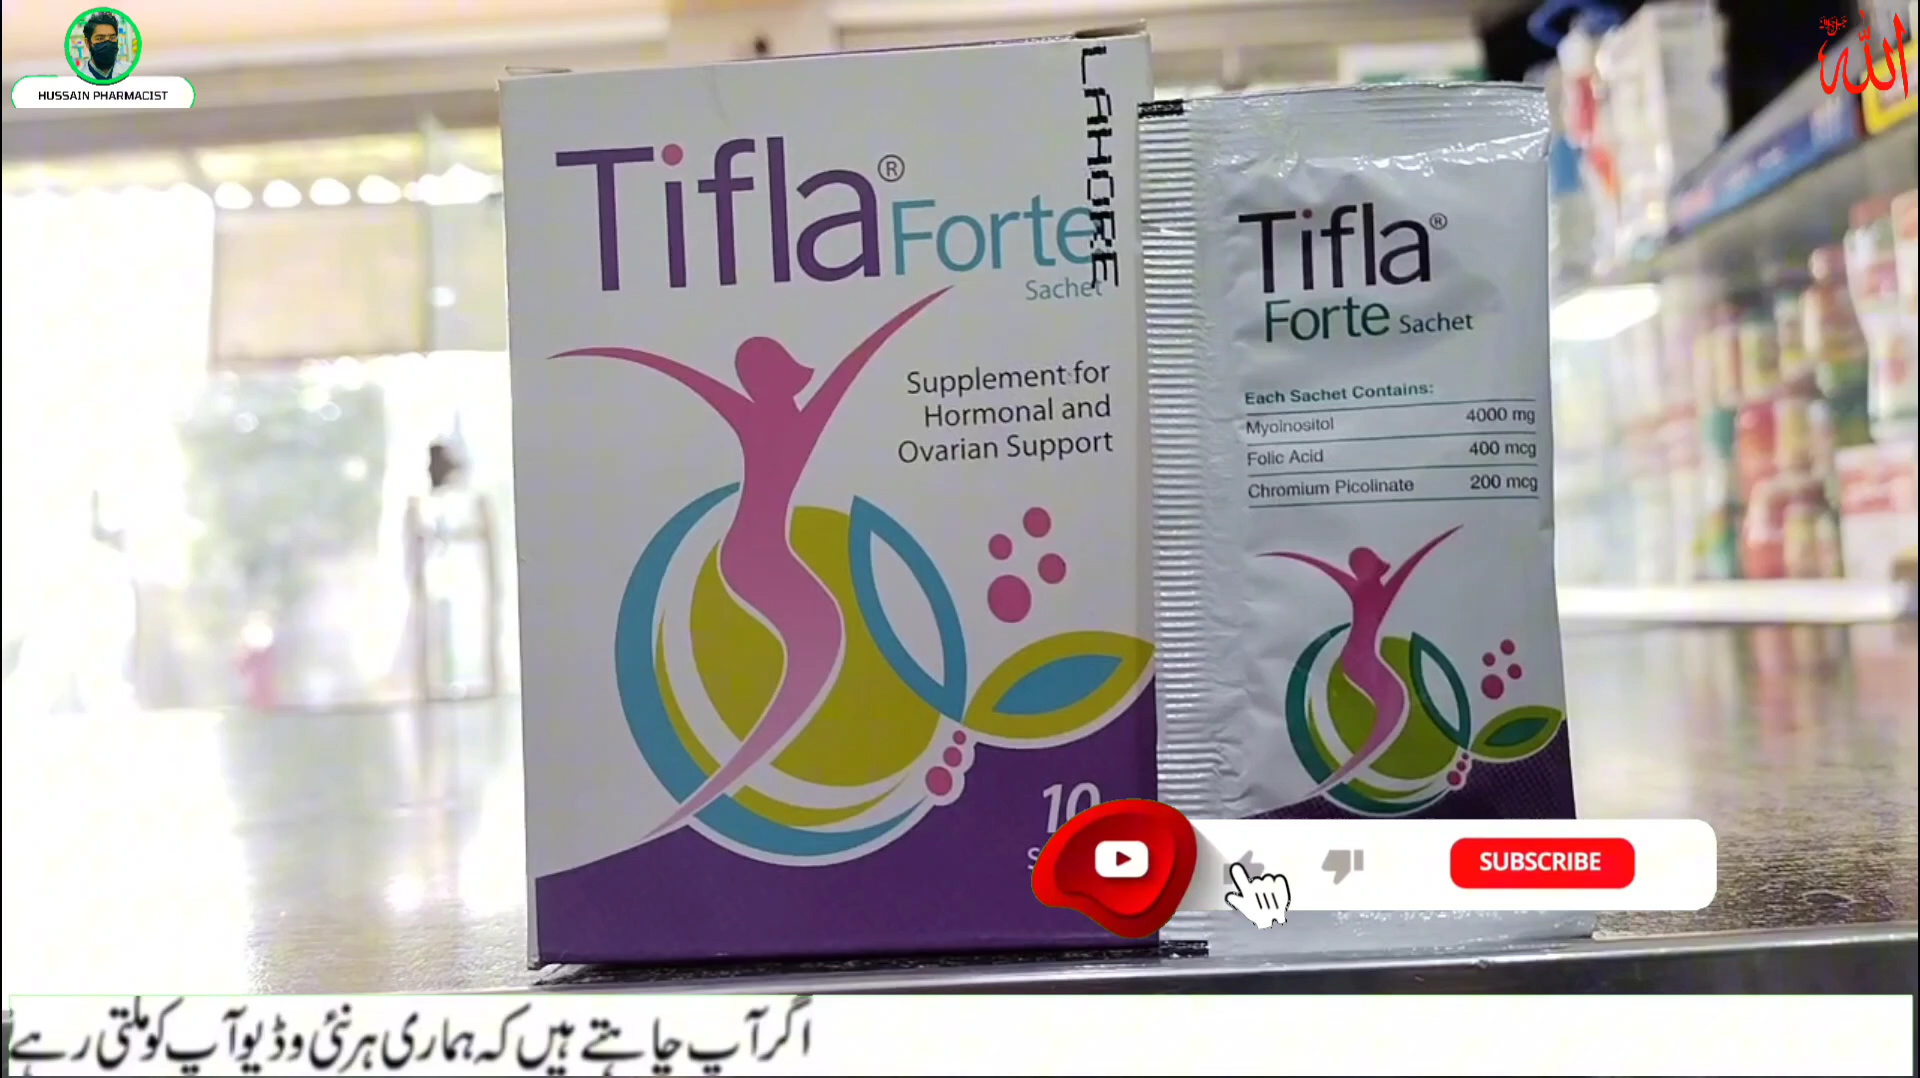 HUSSAIN PHARMACIST
الله
LAHORE
Tifla®
Forte
Sachet
Supplement for
Hormonal and
Ovarian Support
10
Tifla®
Forte Sachet
Each Sachet Contains:
Myoinositol 4000 mg
Folic Acid 400 mcg
Chromium Picolinate 200 mcg
SUBSCRIBE
اگر آپ چاہتے ہیں کہ ہماری ہر نئی وڈیو آپ کو ملتی رہے